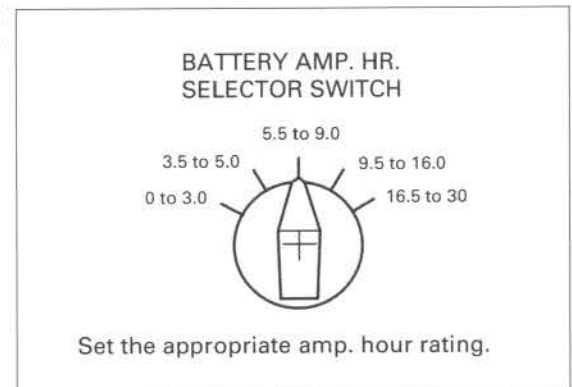 BATTERY AMP. HR.
SELECTOR SWITCH
5.5 to 9.0
3.5 to 5.0
9.5 to 16.0
0 to 3.0
16.5 to 30
Set the appropriate amp. hour rating.